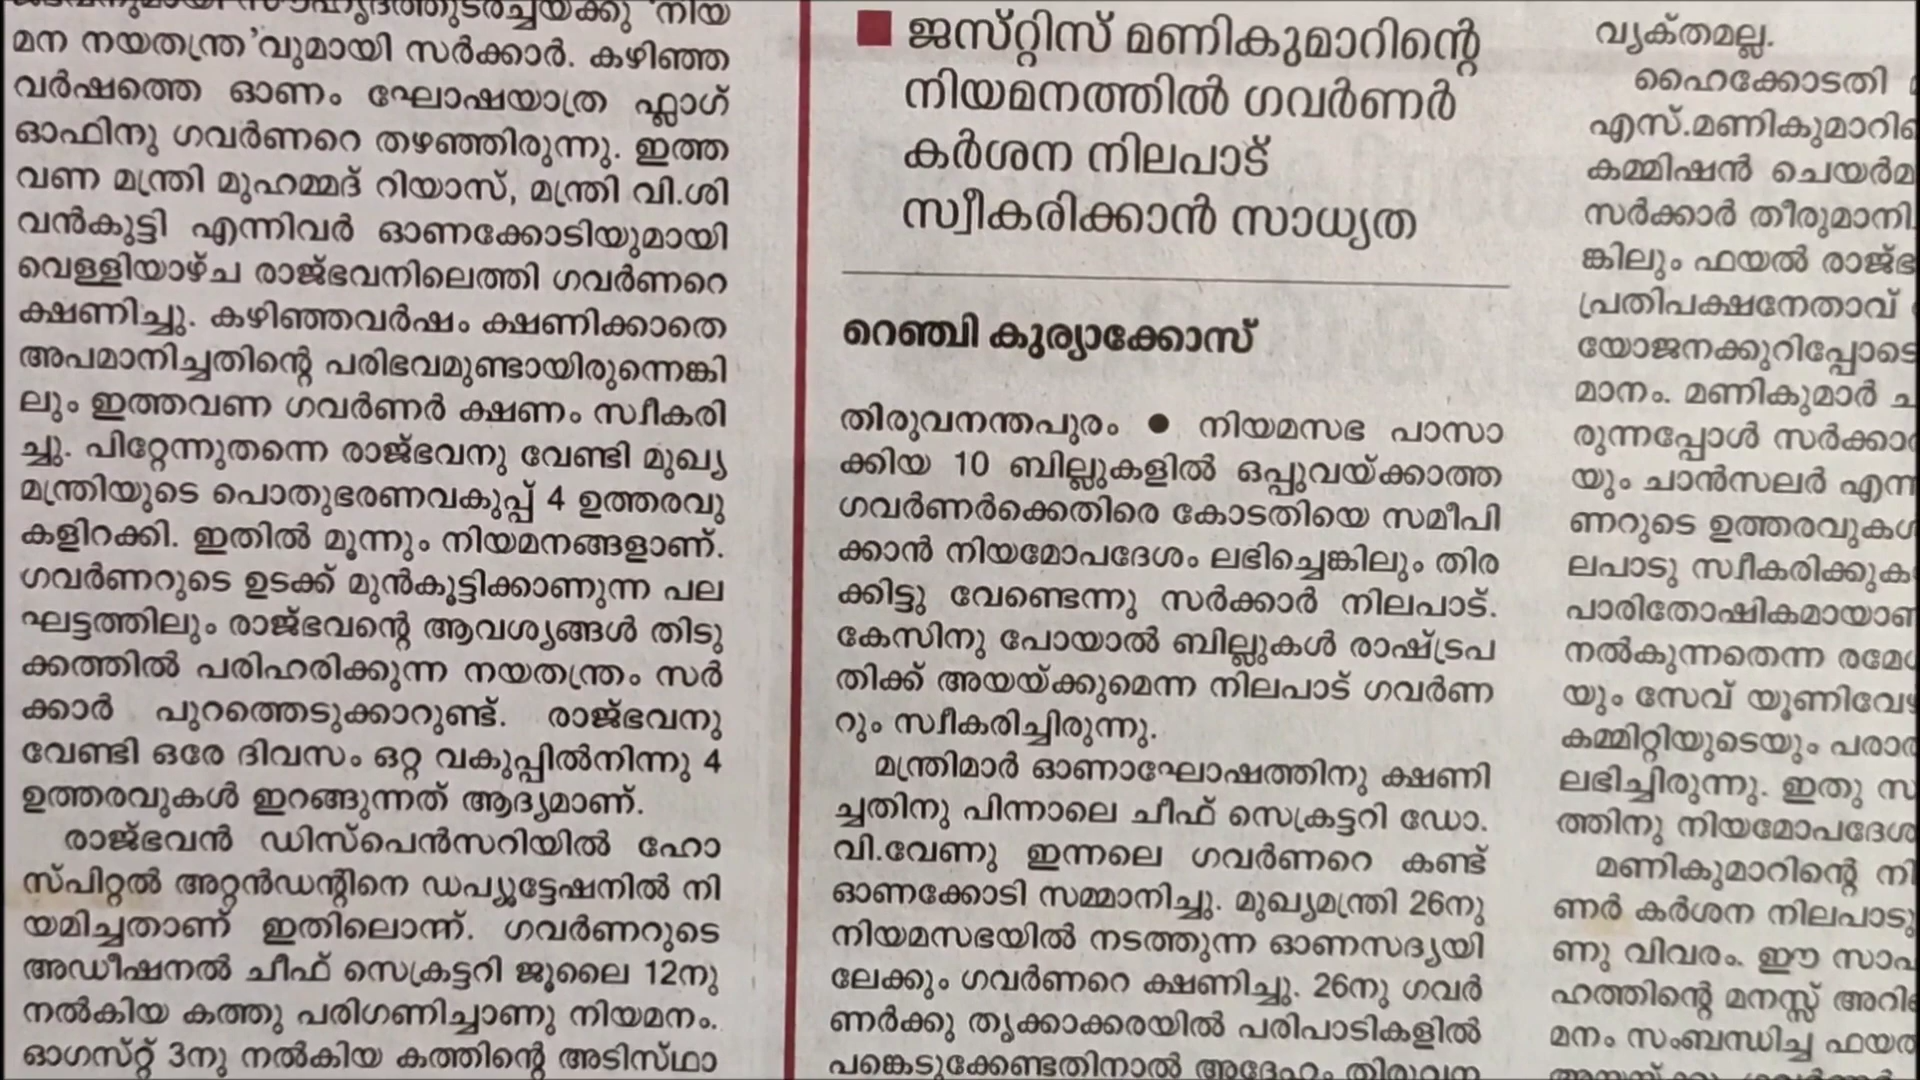 മന നയതന്ത്ര'വുമായി സർക്കാർ. കഴിഞ്ഞ
വർഷത്തെ ഓണം ഘോഷയാത്ര ഫ്ലാഗ്
ഓഫിനു ഗവർണറെ തഴഞ്ഞിരുന്നു. ഇത്ത
വണ മന്ത്രി മുഹമ്മദ് റിയാസ്, മന്ത്രി വി.ശി
വൻകുട്ടി എന്നിവർ ഓണക്കോടിയുമായി
വെള്ളിയാഴ്ച രാജ്ഭവനിലെത്തി ഗവർണറെ
ക്ഷണിച്ചു. കഴിഞ്ഞവർഷം ക്ഷണിക്കാതെ
അപമാനിച്ചതിന്റെ പരിഭവമുണ്ടായിരുന്നെങ്കി
ലും ഇത്തവണ ഗവർണർ ക്ഷണം സ്വീകരി
ച്ചു. പിറ്റേന്നുതന്നെ രാജ്ഭവനു വേണ്ടി മുഖ്യ
മന്ത്രിയുടെ പൊതുഭരണവകുപ്പ് 4 ഉത്തരവു
കളിറക്കി. ഇതിൽ മൂന്നും നിയമനങ്ങളാണ്.
ഗവർണറുടെ ഉടക്ക് മുൻകൂട്ടിക്കാണുന്ന പല
ഘട്ടത്തിലും രാജ്ഭവന്റെ ആവശ്യങ്ങൾ തിടു
ക്കത്തിൽ പരിഹരിക്കുന്ന നയതന്ത്രം സർ
ക്കാർ പുറത്തെടുക്കാറുണ്ട്. രാജ്ഭവനു
വേണ്ടി ഒരേ ദിവസം ഒറ്റ വകുപ്പിൽനിന്നു 4
ഉത്തരവുകൾ ഇറങ്ങുന്നത് ആദ്യമാണ്.
രാജ്ഭവൻ ഡിസ്പെൻസറിയിൽ ഹോ
സ്പിറ്റൽ അറ്റൻഡന്റിനെ ഡപ്യൂട്ടേഷനിൽ നി
യമിച്ചതാണ് ഇതിലൊന്ന്. ഗവർണറുടെ
അഡീഷനൽ ചീഫ് സെക്രട്ടറി ജൂലൈ 12നു
നൽകിയ കത്തു പരിഗണിച്ചാണു നിയമനം.
ഓഗസ്റ്റ് 3നു നൽകിയ കത്തിന്റെ അടിസ്ഥാ
ജസ്റ്റിസ് മണികുമാറിന്റെ
നിയമനത്തിൽ ഗവർണർ
കർശന നിലപാട്
സ്വീകരിക്കാൻ സാധ്യത
റെഞ്ചി കുര്യാക്കോസ്
തിരുവനന്തപുരം ● നിയമസഭ പാസാ
ക്കിയ 10 ബില്ലുകളിൽ ഒപ്പുവയ്ക്കാത്ത
ഗവർണർക്കെതിരെ കോടതിയെ സമീപി
ക്കാൻ നിയമോപദേശം ലഭിച്ചെങ്കിലും തിര
ക്കിട്ടു വേണ്ടെന്നു സർക്കാർ നിലപാട്.
കേസിനു പോയാൽ ബില്ലുകൾ രാഷ്ട്രപ
തിക്ക് അയയ്ക്കുമെന്ന നിലപാട് ഗവർണ
റും സ്വീകരിച്ചിരുന്നു.
മന്ത്രിമാർ ഓണാഘോഷത്തിനു ക്ഷണി
ച്ചതിനു പിന്നാലെ ചീഫ് സെക്രട്ടറി ഡോ.
വി.വേണു ഇന്നലെ ഗവർണറെ കണ്ട്
ഓണക്കോടി സമ്മാനിച്ചു. മുഖ്യമന്ത്രി 26നു
നിയമസഭയിൽ നടത്തുന്ന ഓണസദ്യയി
ലേക്കും ഗവർണറെ ക്ഷണിച്ചു. 26നു ഗവർ
ണർക്കു തൃക്കാക്കരയിൽ പരിപാടികളിൽ
പങ്കെടുക്കേണ്ടതിനാൽ അദ്ദേഹം തിരുവന
വ്യക്തമല്ല.
ഹൈക്കോടതി
എസ്.മണികുമാറി
കമ്മിഷൻ ചെയർമ
സർക്കാർ തീരുമാനി
ങ്കിലും ഫയൽ രാജ്ഭ
പ്രതിപക്ഷനേതാവ്
യോജനക്കുറിപ്പോടെ
മാനം. മണികുമാർ ച
രുന്നപ്പോൾ സർക്കാ
യും ചാൻസലർ എന്ന
ണറുടെ ഉത്തരവുകൾ
ലപാടു സ്വീകരിക്കുക
പാരിതോഷികമായാണ്
നൽകുന്നതെന്ന രമേ
യും സേവ് യൂണിവേഴ്
കമ്മിറ്റിയുടെയും പരാ
ലഭിച്ചിരുന്നു. ഇതു സ
ത്തിനു നിയമോപദേശ
മണികുമാറിന്റെ നി
ണർ കർശന നിലപാടു
ണു വിവരം. ഈ സാഹ
ഹത്തിന്റെ മനസ്സ് അറി
മനം സംബന്ധിച്ച ഫയ